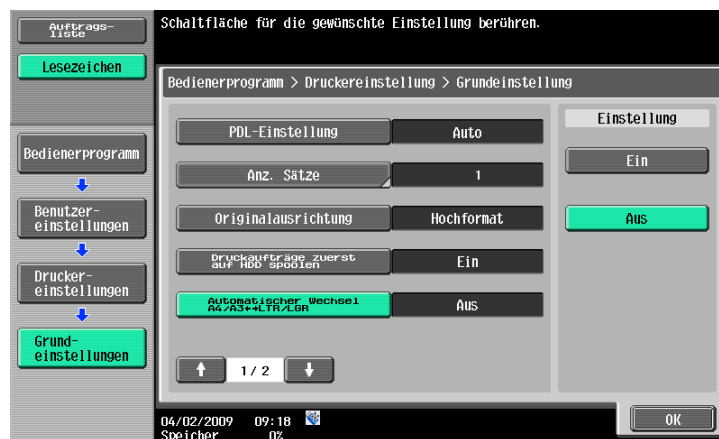 Auftrags-
liste
Schaltfläche für die gewünschte Einstellung berühren.
Lesezeichen
Bedienerprogramm > Druckereinstellung > Grundeinstellung
Bedienerprogramm
Benutzer-
einstellungen
Drucker-
einstellungen
Grund-
einstellungen
PDL-Einstellung Auto
Anz. Sätze 1
Originalausrichtung Hochformat
Druckaufträge zuerst
auf HDD spoolen
Ein
Automatischer Wechsel
A4/A3↔LTR/LGR
Aus
1/2
Einstellung
Ein
Aus
04/02/2009 09:18
Speicher 0%
OK